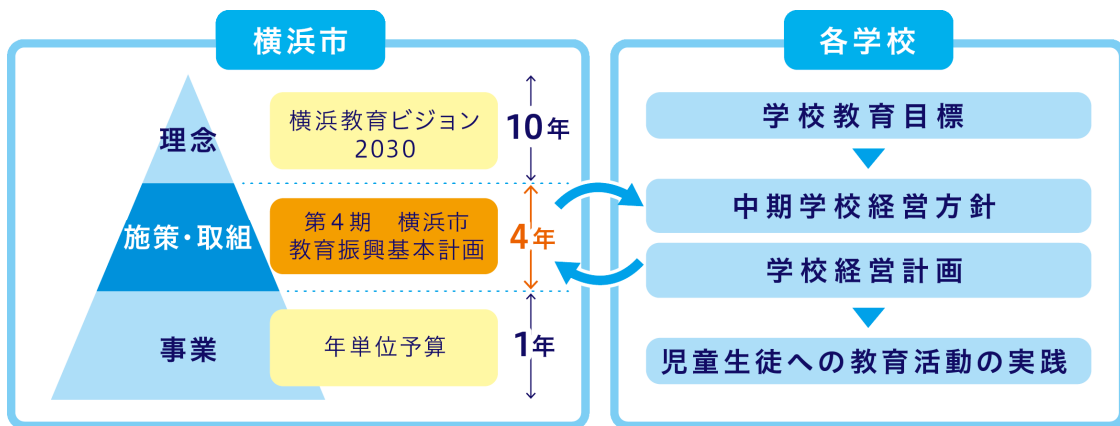 横浜市
理念
横浜教育ビジョン
2030
10年
施策・取組
第4期　横浜市
教育振興基本計画
4年
事業
年単位予算
1年
各学校
学校教育目標
中期学校経営方針
学校経営計画
児童生徒への教育活動の実践